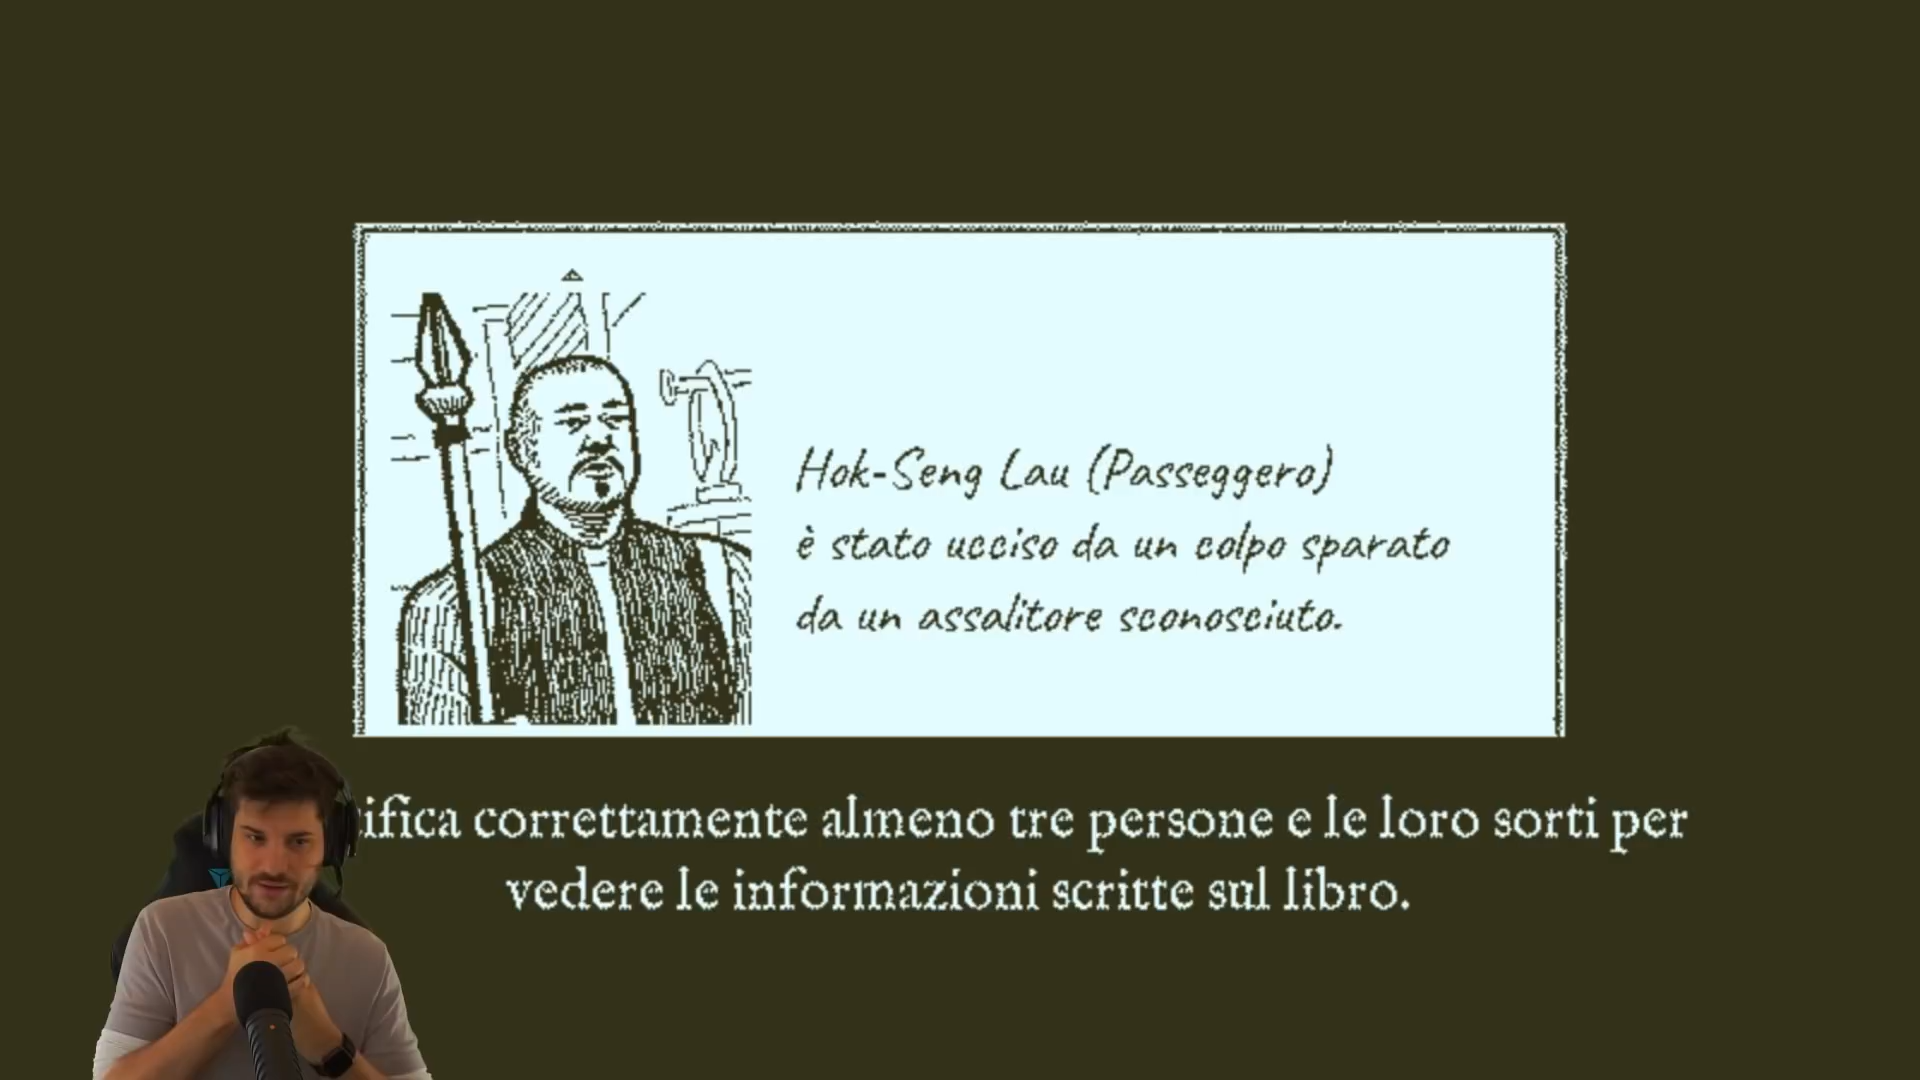 Hok-Seng Lau (Passeggero)
è stato ucciso da un colpo sparato
da un assalitore sconosciuto.
correttamente almeno tre persone e le loro sorti per
vedere le informazioni scritte sul libro.